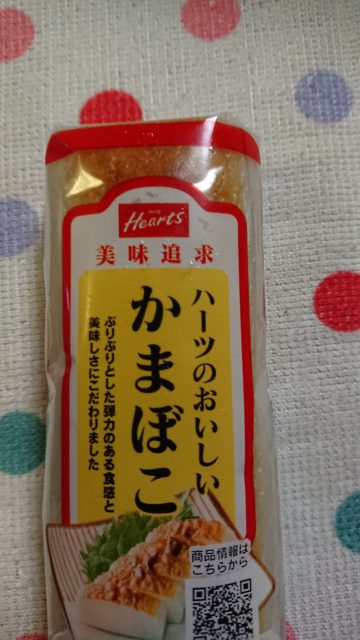 Hearts
美味追求
ハーツのおいしい
かまぼこ
ぷりぷりとした弾力のある食感と
美味しさにこだわりました
商品情報は
こちらから